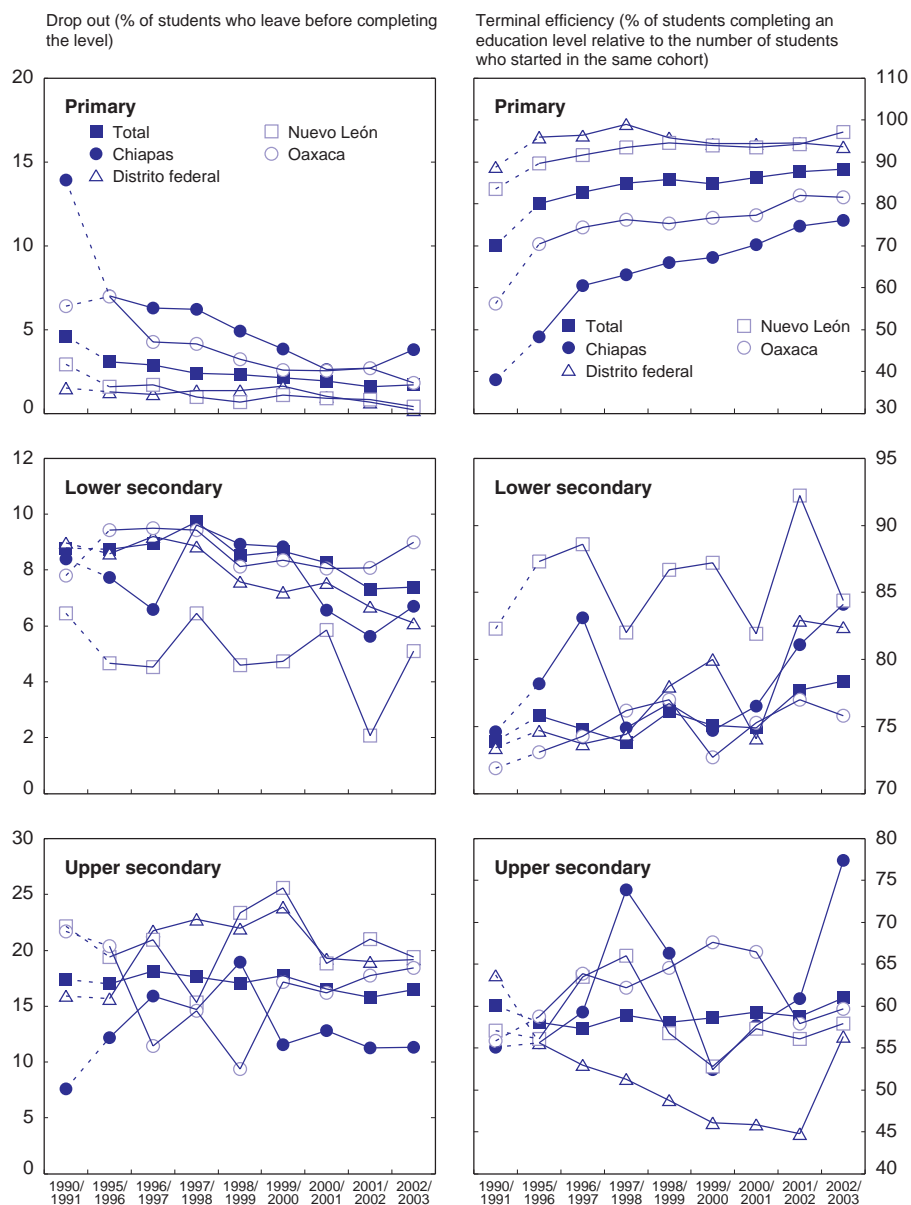 Drop out (% of students who leave before completing
the level)
Terminal efficiency (% of students completing an
education level relative to the number of students
who started in the same cohort)
20
15
10
5
0
Primary
Total
Chiapas
Distrito federal
Nuevo León
Oaxaca
110
100
90
80
70
60
50
40
30
Primary
Total
Chiapas
Distrito federal
Nuevo León
Oaxaca
12
10
8
6
4
2
0
Lower secondary
95
90
85
80
75
70
Lower secondary
30
25
20
15
10
5
0
Upper secondary
80
75
70
65
60
55
50
45
40
Upper secondary
1990/ 1995/ 1996/ 1997/ 1998/ 1999/ 2000/ 2001/ 2002/
1991 1996 1997 1998 1999 2000 2001 2002 2003
1990/ 1995/ 1996/ 1997/ 1998/ 1999/ 2000/ 2001/ 2002/
1991 1996 1997 1998 1999 2000 2001 2002 2003